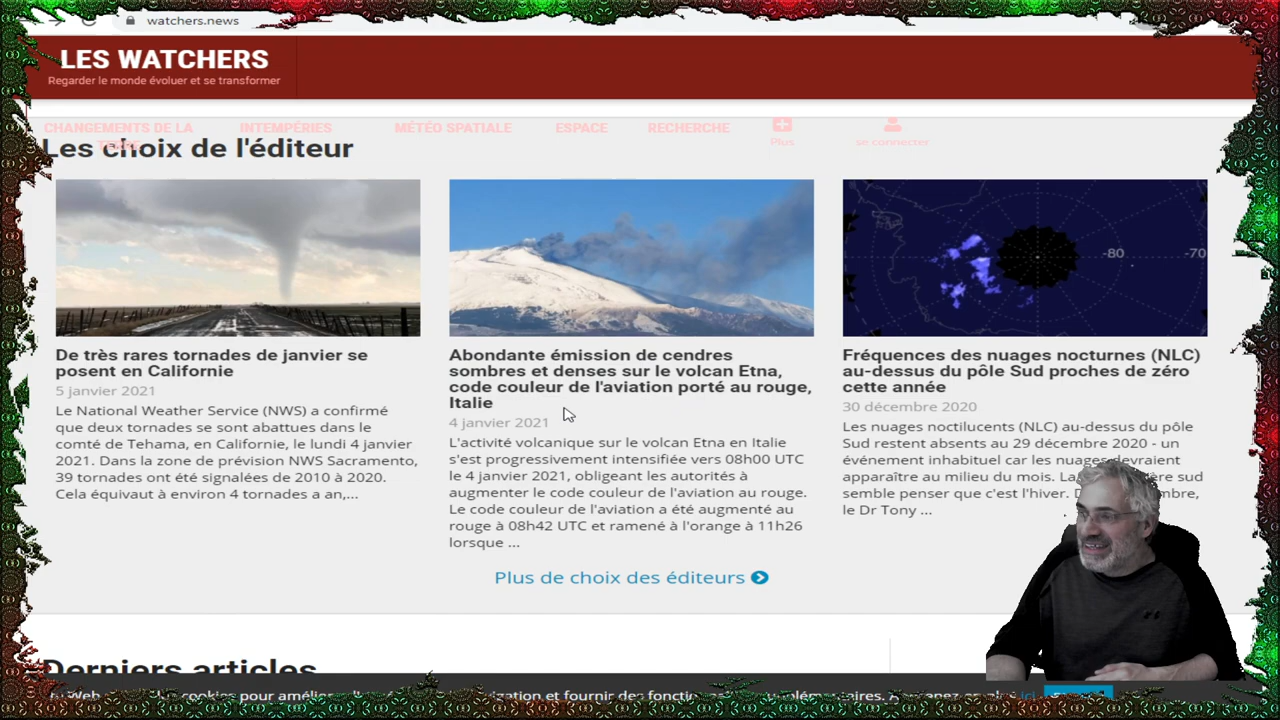 watchers.news
LES WATCHERS
Regarder le monde évoluer et se transformer
CHANGEMENTS DE LA
INTEMPÉRIES
MÉTÉO SPATIALE
ESPACE
RECHERCHE
Plus
se connecter
Les choix de l'éditeur
-80
-70
De très rares tornades de janvier se
posent en Californie
5 janvier 2021
Le National Weather Service (NWS) a confirmé
que deux tornades se sont abattues dans le
comté de Tehama, en Californie, le lundi 4 janvier
2021. Dans la zone de prévision NWS Sacramento,
39 tornades ont été signalées de 2010 à 2020.
Cela équivaut à environ 4 tornades a an,...
Abondante émission de cendres
sombres et denses sur le volcan Etna,
code couleur de l'aviation porté au rouge,
Italie
4 janvier 2021
L'activité volcanique sur le volcan Etna en Italie
s'est progressivement intensifiée vers 08h00 UTC
le 4 janvier 2021, obligeant les autorités à
augmenter le code couleur de l'aviation au rouge.
Le code couleur de l'aviation a été augmenté au
rouge à 08h42 UTC et ramené à l'orange à 11h26
lorsque ...
Fréquences des nuages nocturnes (NLC)
au-dessus du pôle Sud proches de zéro
cette année
30 décembre 2020
Les nuages noctilucents (NLC) au-dessus du pôle
Sud restent absents au 29 décembre 2020 - un
événement inhabituel car les nuages devraient
apparaître au milieu du mois. sud
semble penser que c'est l'hiver.
le Dr Tony ...
Plus de choix des éditeurs
Derniers articles
Web cookies pour et fournir des